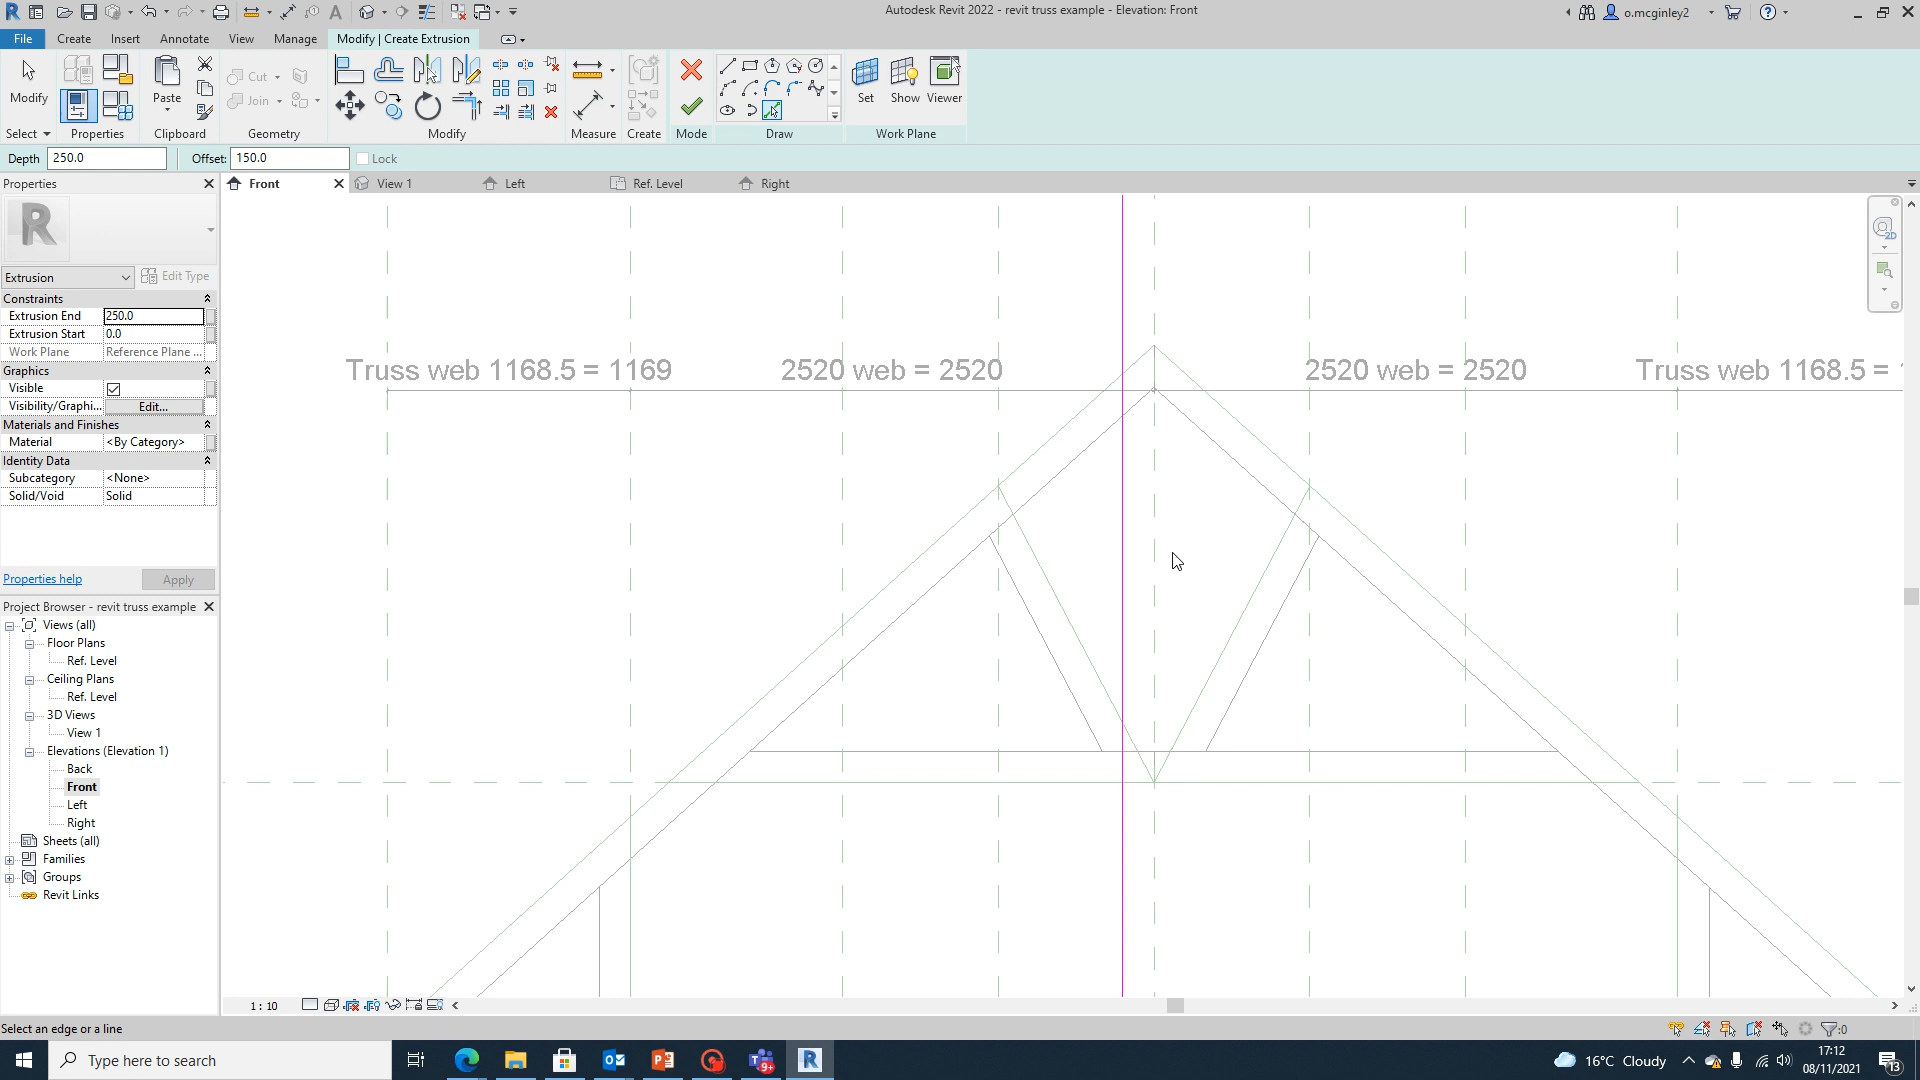 Autodesk Revit 2022 - revit truss example - Elevation: Front
o.mcginley2
File Create Insert Annotate View Manage Modify | Create Extrusion
Modify Paste Cut Join Set Show Viewer
Select Properties Clipboard Geometry Modify Measure Create Mode Draw Work Plane
Depth 250.0 Offset: 150.0 Lock
Properties Front View 1 Left Ref. Level Right
Extrusion Edit Type
Constraints
Extrusion End 250.0
Extrusion Start 0.0
Work Plane Reference Plane ...
Graphics
Visible
Visibility/Graphi... Edit...
Materials and Finishes
Material <By Category>
Identity Data
Subcategory <None>
Solid/Void Solid
Properties help Apply
Project Browser - revit truss example
Views (all)
Floor Plans
Ref. Level
Ceiling Plans
Ref. Level
3D Views
View 1
Elevations (Elevation 1)
Back
Front
Left
Right
Sheets (all)
Families
Groups
Revit Links
Truss web 1168.5 = 1169 2520 web = 2520 2520 web = 2520 Truss web 1168.5 =
2D
1 : 10
Select an edge or a line
:0
Type here to search
9+
16°C Cloudy
17:12
08/11/2021
13